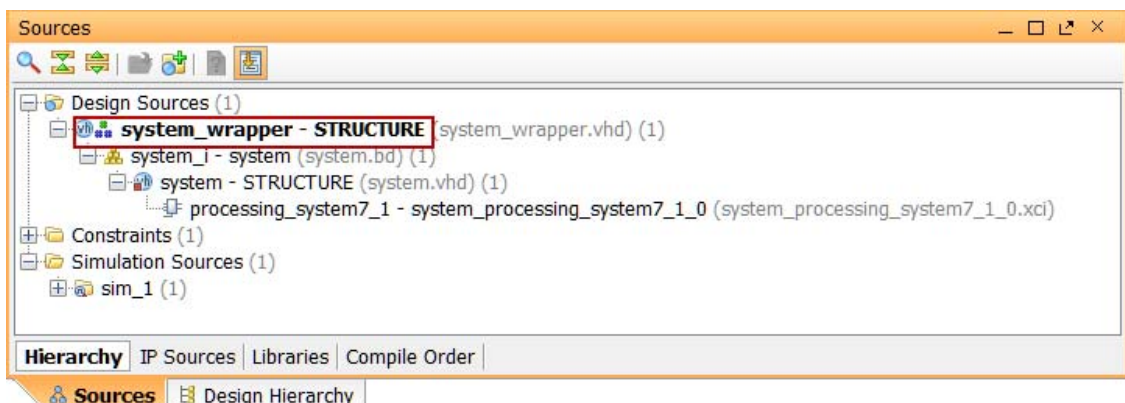 Sources
Design Sources (1)
system_wrapper - STRUCTURE (system_wrapper.vhd) (1)
system_i - system (system.bd) (1)
system - STRUCTURE (system.vhd) (1)
processing_system7_1 - system_processing_system7_1_0 (system_processing_system7_1_0.xci)
Constraints (1)
Simulation Sources (1)
sim_1 (1)
Hierarchy IP Sources Libraries Compile Order
Sources Design Hierarchy